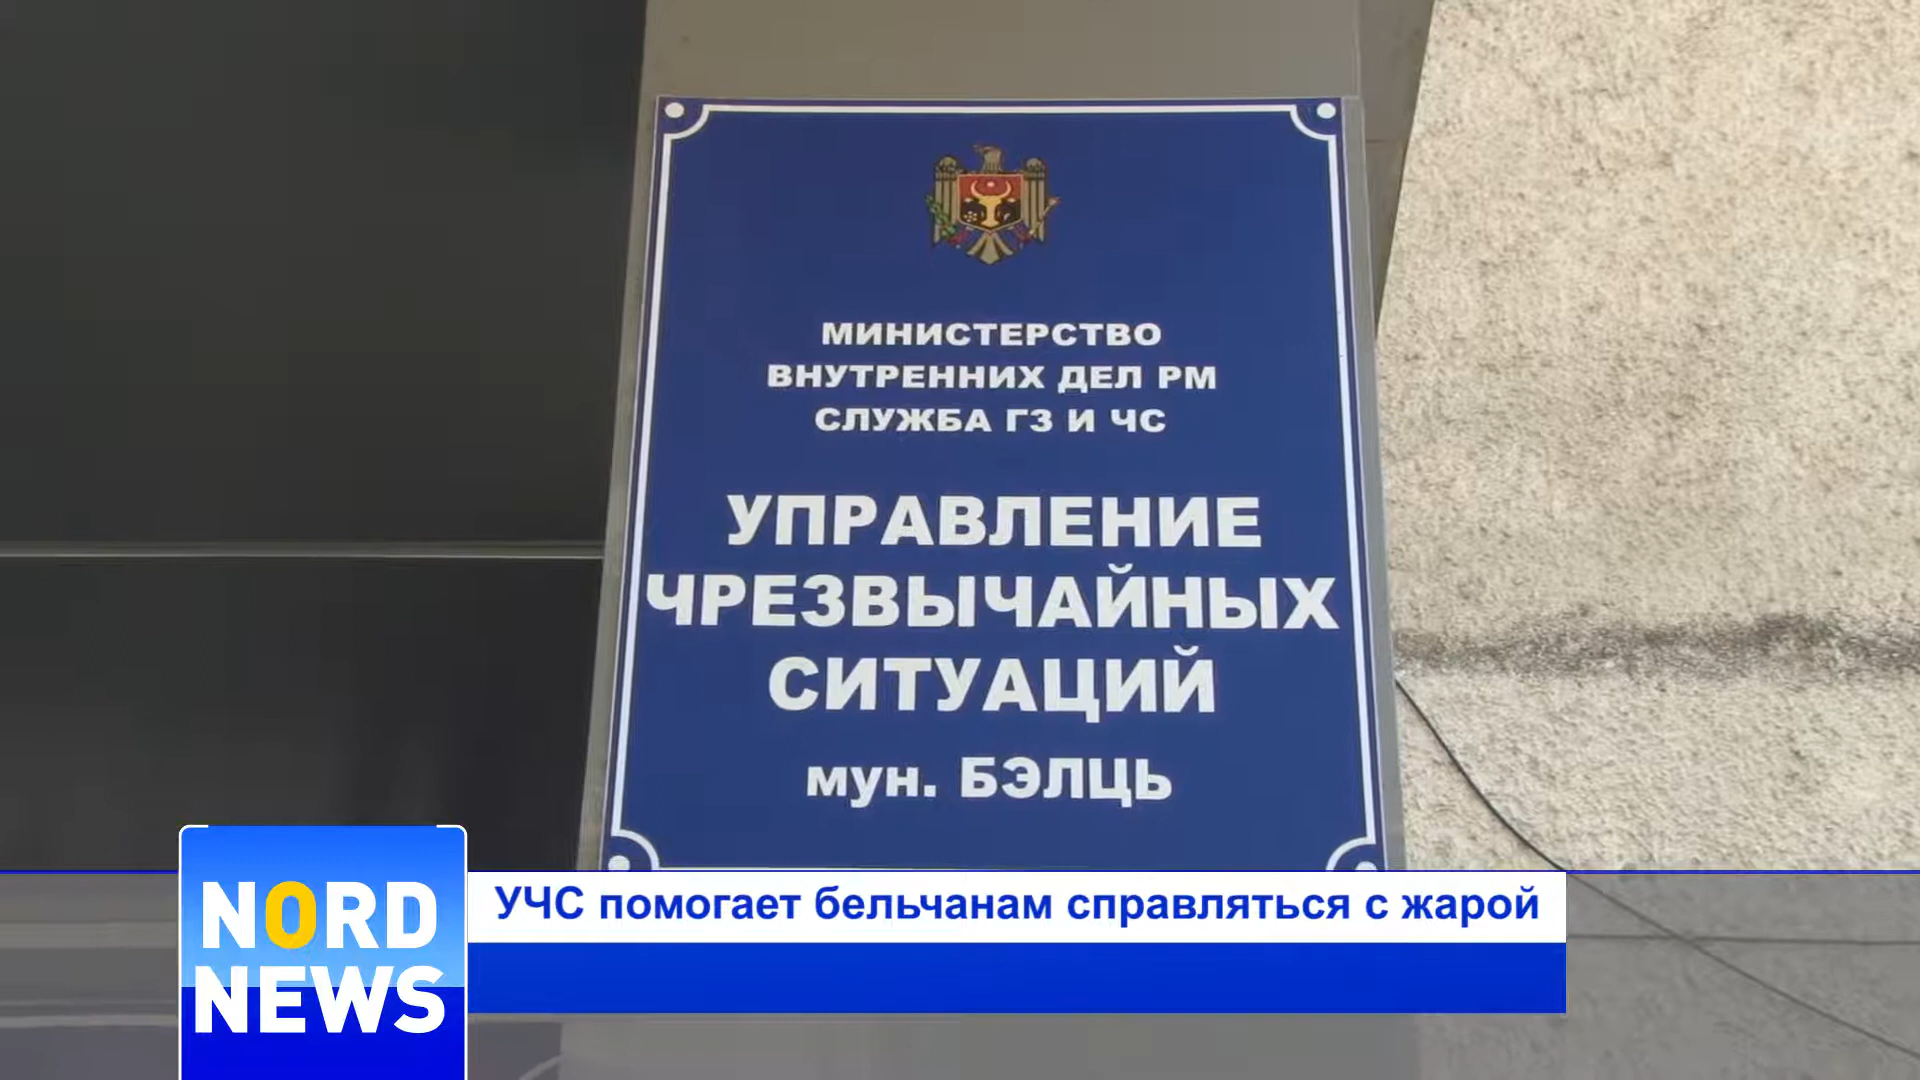 МИНИСТЕРСТВО
ВНУТРЕННИХ ДЕЛ РМ
СЛУЖБА ГЗ И ЧС
УПРАВЛЕНИЕ
ЧРЕЗВЫЧАЙНЫХ
СИТУАЦИЙ
мун. БЭЛЦЬ
NORD
NEWS
УЧС помогает бельчанам справляться с жарой